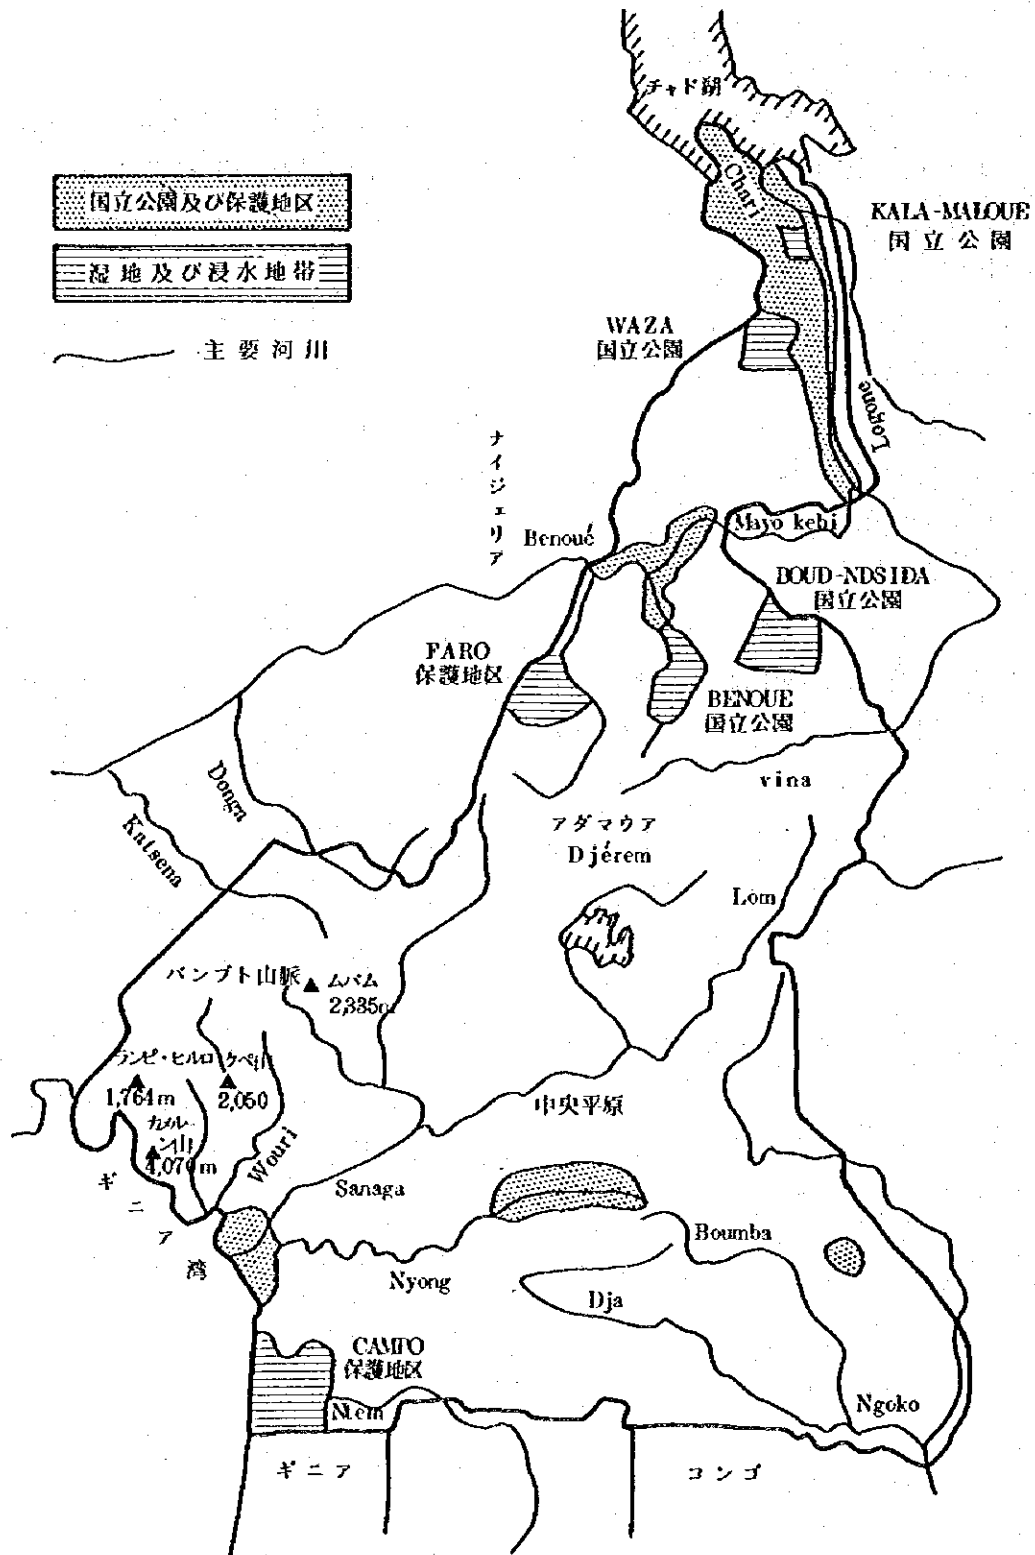 チャド湖
Chari
国立公園及び保護地区
湿地及び浸水地帯
主要河川
KALA-MALOUE
国立公園
WAZA
国立公園
Logone
ナイジェリア
Benoué
Mayo kebi
BOUD-NDSIDA
国立公園
FARO
保護地区
BENOUE
国立公園
vina
Donga
Katsena
アダマウア
Djérem
Lom
バンブト山脈
ムバム
2,335m
ランピ・ヒルロ
クペ山
1,764m
2,050
カメル
ーン山
4,070m
Wouri
中央平原
Sanaga
ギニア湾
Nyong
Boumba
Dja
CAMPO
保護地区
Ntem
Ngoko
ギニア
コンゴ